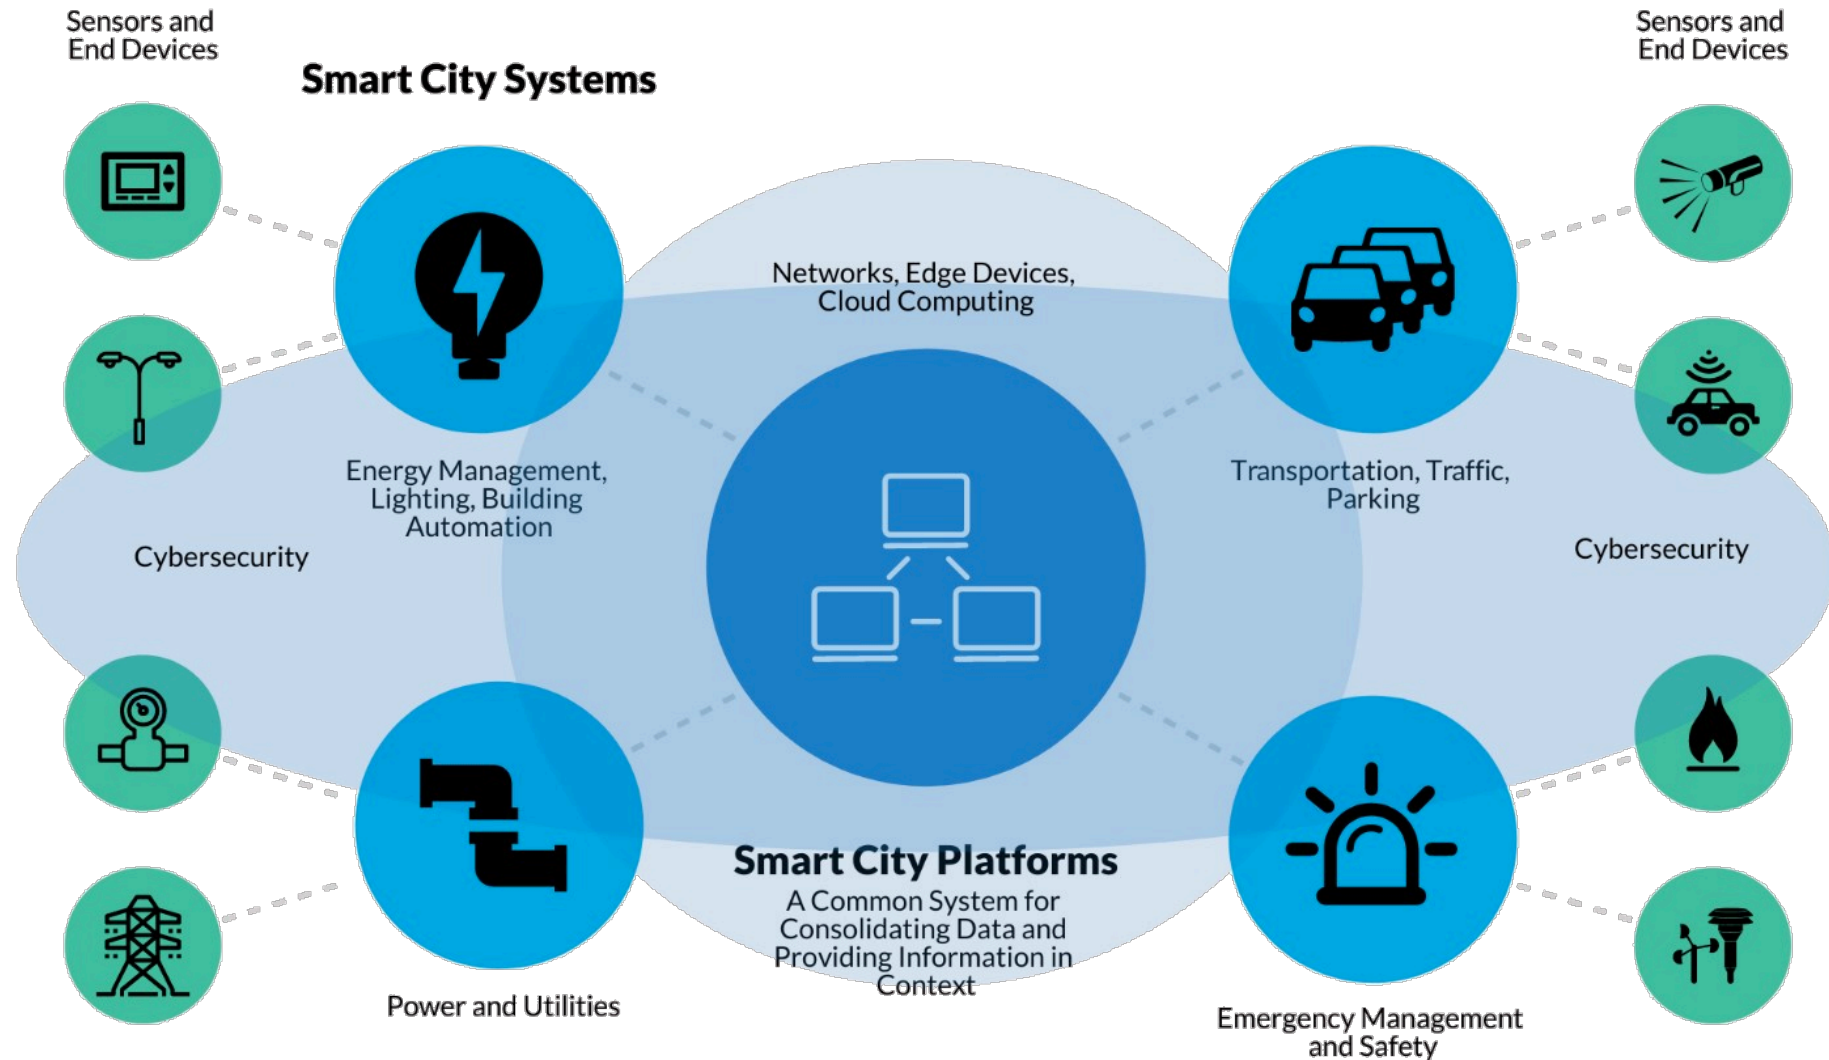 Sensors and
End Devices
Smart City Systems
Sensors and
End Devices
Networks, Edge Devices,
Cloud Computing
Energy Management,
Lighting, Building
Automation
Transportation, Traffic,
Parking
Cybersecurity
Cybersecurity
Smart City Platforms
A Common System for
Consolidating Data and
Providing Information in
Context
Power and Utilities
Emergency Management
and Safety